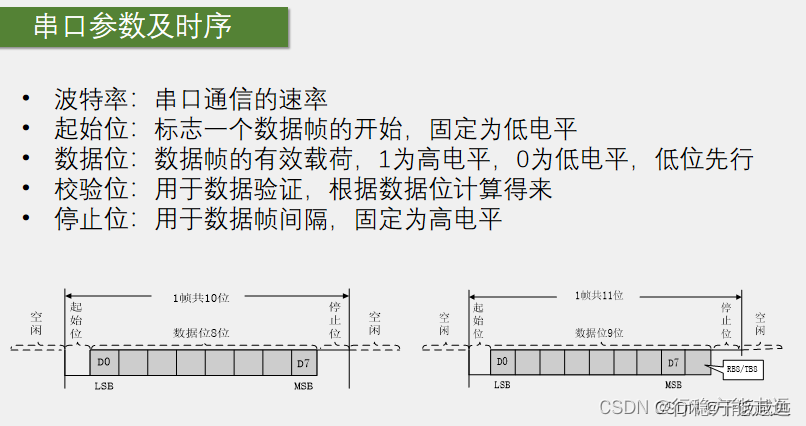 串口参数及时序
• 波特率：串口通信的速率
• 起始位：标志一个数据帧的开始，固定为低电平
• 数据位：数据帧的有效载荷，1为高电平，0为低电平，低位先行
• 校验位：用于数据验证，根据数据位计算得来
• 停止位：用于数据帧间隔，固定为高电平
1帧共10位
空闲
起始位
数据位8位
停止位
空闲
D0
D7
LSB
MSB
1帧共11位
空闲
起始位
数据位9位
停止位
空闲
D0
D7
RB8/TB8
LSB
MSB
CSDN